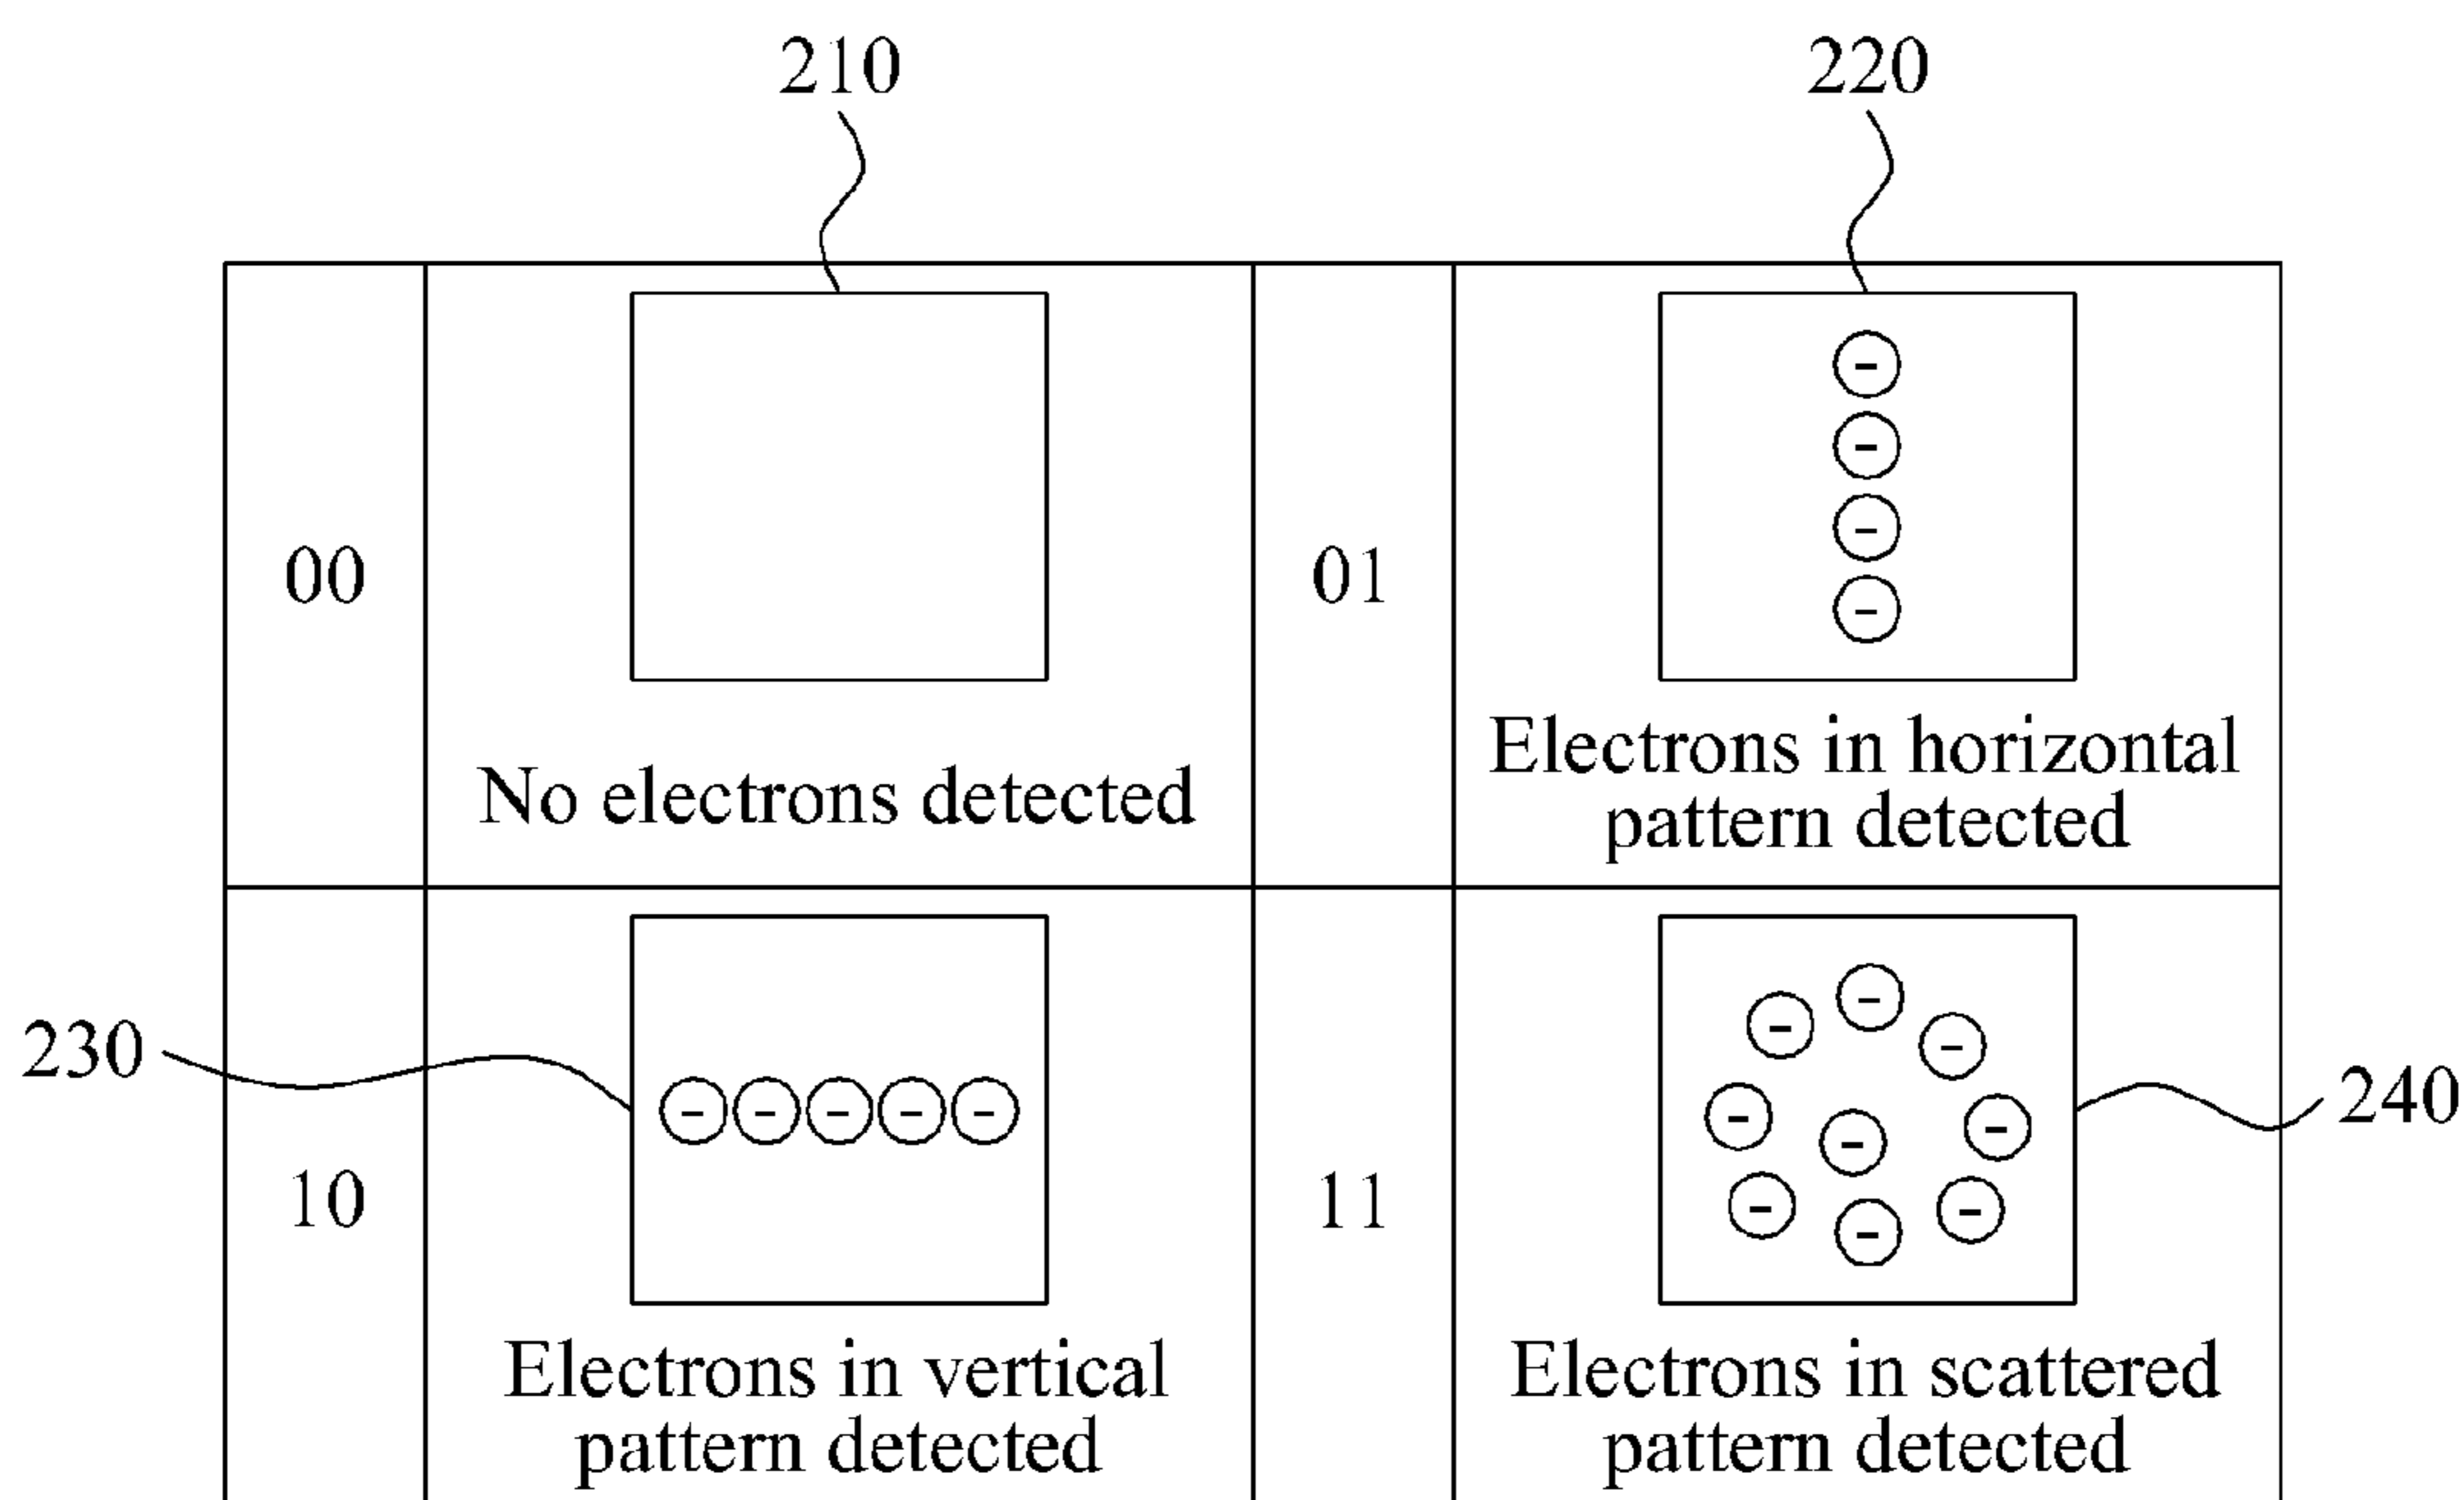 210
220
00
No electrons detected
01
Electrons in horizontal
pattern detected
230
10
Electrons in vertical
pattern detected
11
Electrons in scattered
pattern detected
240